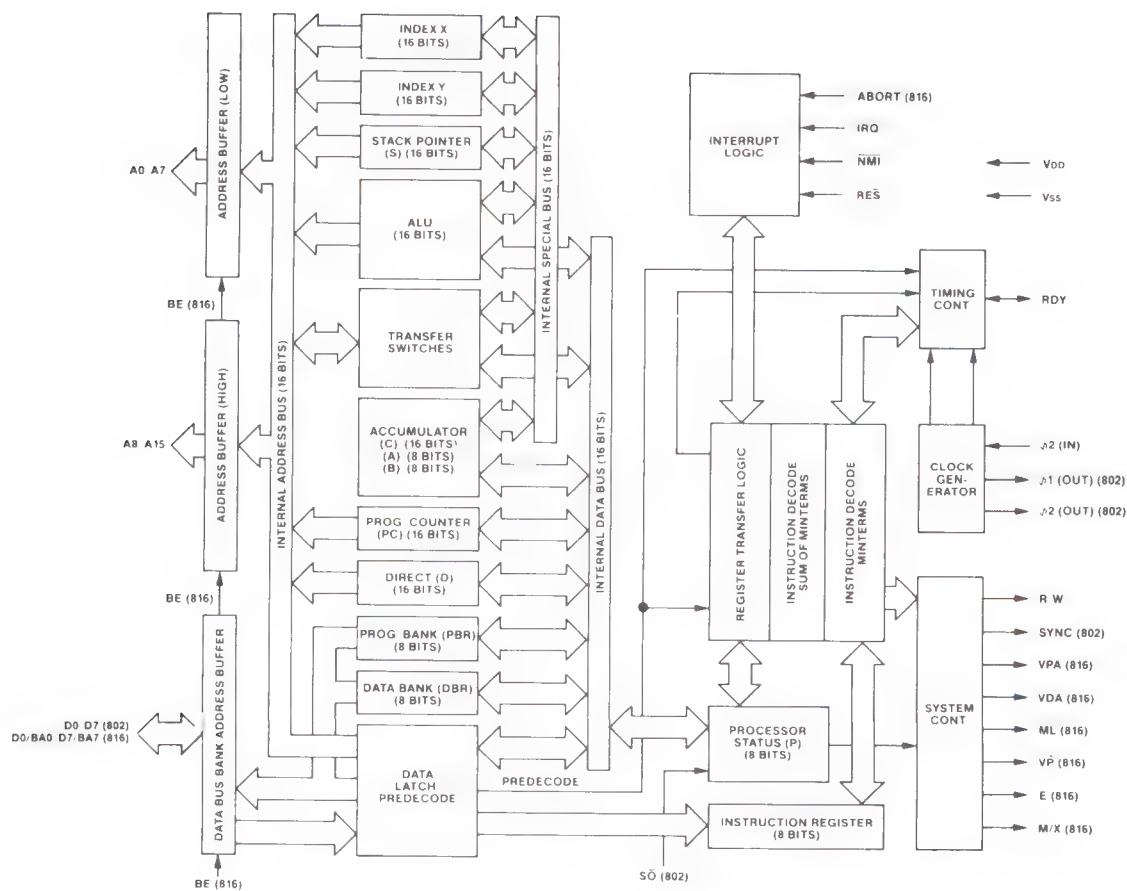 INDEX X
(16 BITS)
INDEX Y
(16 BITS)
STACK POINTER
(S) (16 BITS)
ALU
(16 BITS)
TRANSFER
SWITCHES
ACCUMULATOR
(C) (16 BITS)
(A) (8 BITS)
(B) (8 BITS)
PROG COUNTER
(PC) (16 BITS)
DIRECT (D)
(16 BITS)
PROG BANK (PBR)
(8 BITS)
DATA BANK (DBR)
(8 BITS)
DATA
LATCH
PREDECODE
PREDECODE
ADDRESS BUFFER (LOW)
A0 A7
BE (816)
ADDRESS BUFFER (HIGH)
A8 A15
BE (816)
DATA BUS BANK ADDRESS BUFFER
D0 D7 (802)
D0/BA0 D7/BA7 (816)
BE (816)
INTERNAL ADDRESS BUS (16 BITS)
INTERNAL SPECIAL BUS (16 BITS)
INTERNAL DATA BUS (16 BITS)
INTERRUPT
LOGIC
ABORT (816)
IRQ
N̅M̅I̅
RES̅
VDD
VSS
TIMING
CONT
RDY
CLOCK
GEN-
ERATOR
∅2 (IN)
∅1 (OUT) (802)
∅2 (OUT) (802)
REGISTER TRANSFER LOGIC
INSTRUCTION DECODE
SUM OF MINTERMS
INSTRUCTION DECODE
MINTERMS
SYSTEM
CONT
R W
SYNC (802)
VPA (816)
VDA (816)
ML (816)
VP̅ (816)
E (816)
M/X (816)
PROCESSOR
STATUS (P)
(8 BITS)
INSTRUCTION REGISTER
(8 BITS)
SO̅ (802)